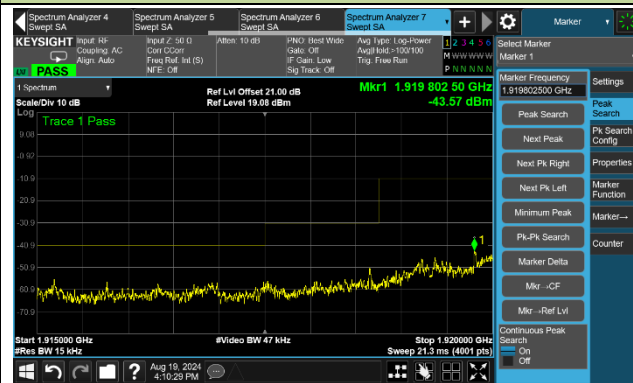 Spectrum Analyzer 4
Swept SA
Spectrum Analyzer 5
Swept SA
Spectrum Analyzer 6
Swept SA
Spectrum Analyzer 7
Swept SA
Marker
KEYSIGHT
Input: RF
Coupling: AC
Align: Auto
Input Z: 50 Ω
Corr CCorr
Freq Ref: Int (S)
NFE: Off
Atten: 10 dB
PNO: Best Wide
Gate: Off
IF Gain: Low
Sig Track: Off
Avg Type: Log-Power
Avg|Hold:>100/100
Trig: Free Run
1 2 3 4 5 6
M W W W W W
P N N N N N
PASS
Select Marker
Marker 1
1 Spectrum
Scale/Div 10 dB
Ref Lvl Offset 21.00 dB
Ref Level 19.08 dBm
Mkr1 1.919 802 50 GHz
-43.57 dBm
Log
Trace 1 Pass
9.08
-0.92
-10.9
-20.9
-30.9
-40.9
-50.9
-60.9
-70.9
1
Start 1.915000 GHz
#Res BW 15 kHz
#Video BW 47 kHz
Stop 1.920000 GHz
Sweep 21.3 ms (4001 pts)
Marker Frequency
1.919802500 GHz
Peak Search
Next Peak
Next Pk Right
Next Pk Left
Minimum Peak
Pk-Pk Search
Marker Delta
Mkr→CF
Mkr→Ref Lvl
Continuous Peak
Search
On
Off
Settings
Peak
Search
Pk Search
Config
Properties
Marker
Function
Marker→
Counter
Aug 19, 2024
4:10:29 PM